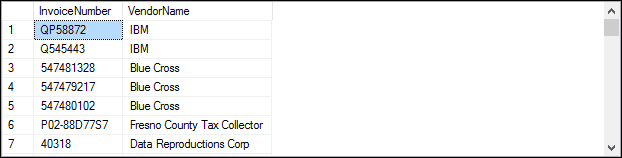 InvoiceNumber VendorName
1 QP58872 IBM
2 Q545443 IBM
3 547481328 Blue Cross
4 547479217 Blue Cross
5 547480102 Blue Cross
6 P02-88D77S7 Fresno County Tax Collector
7 40318 Data Reproductions Corp